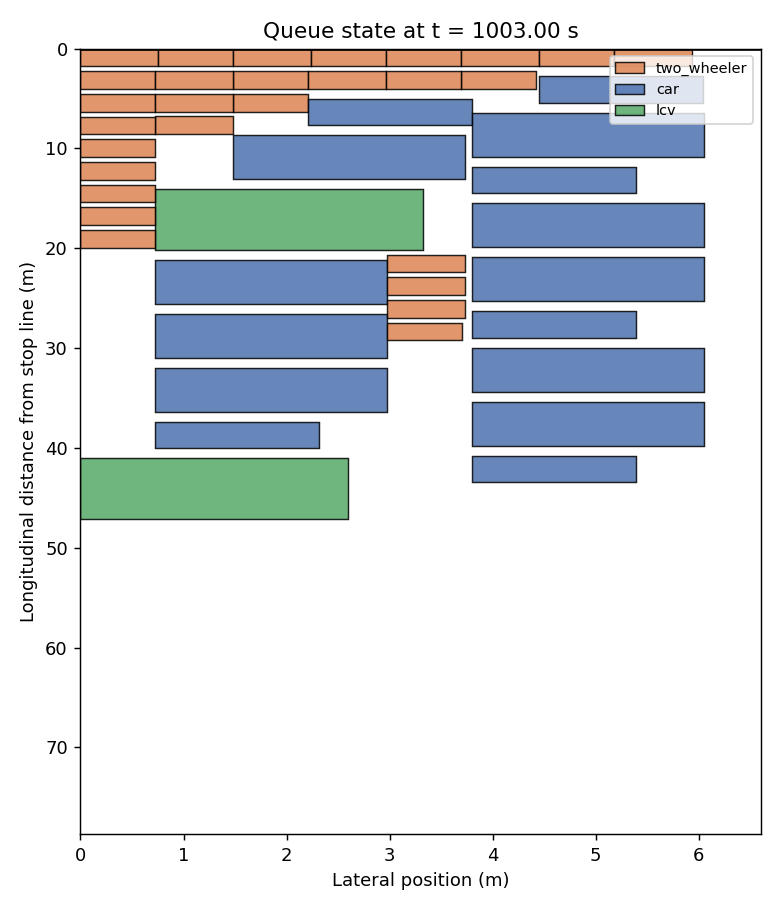 Queue state at t = 1003.00 s
two_wheeler
car
lcv
0
10
20
30
40
50
60
70
Longitudinal distance from stop line (m)
0 1 2 3 4 5 6
Lateral position (m)